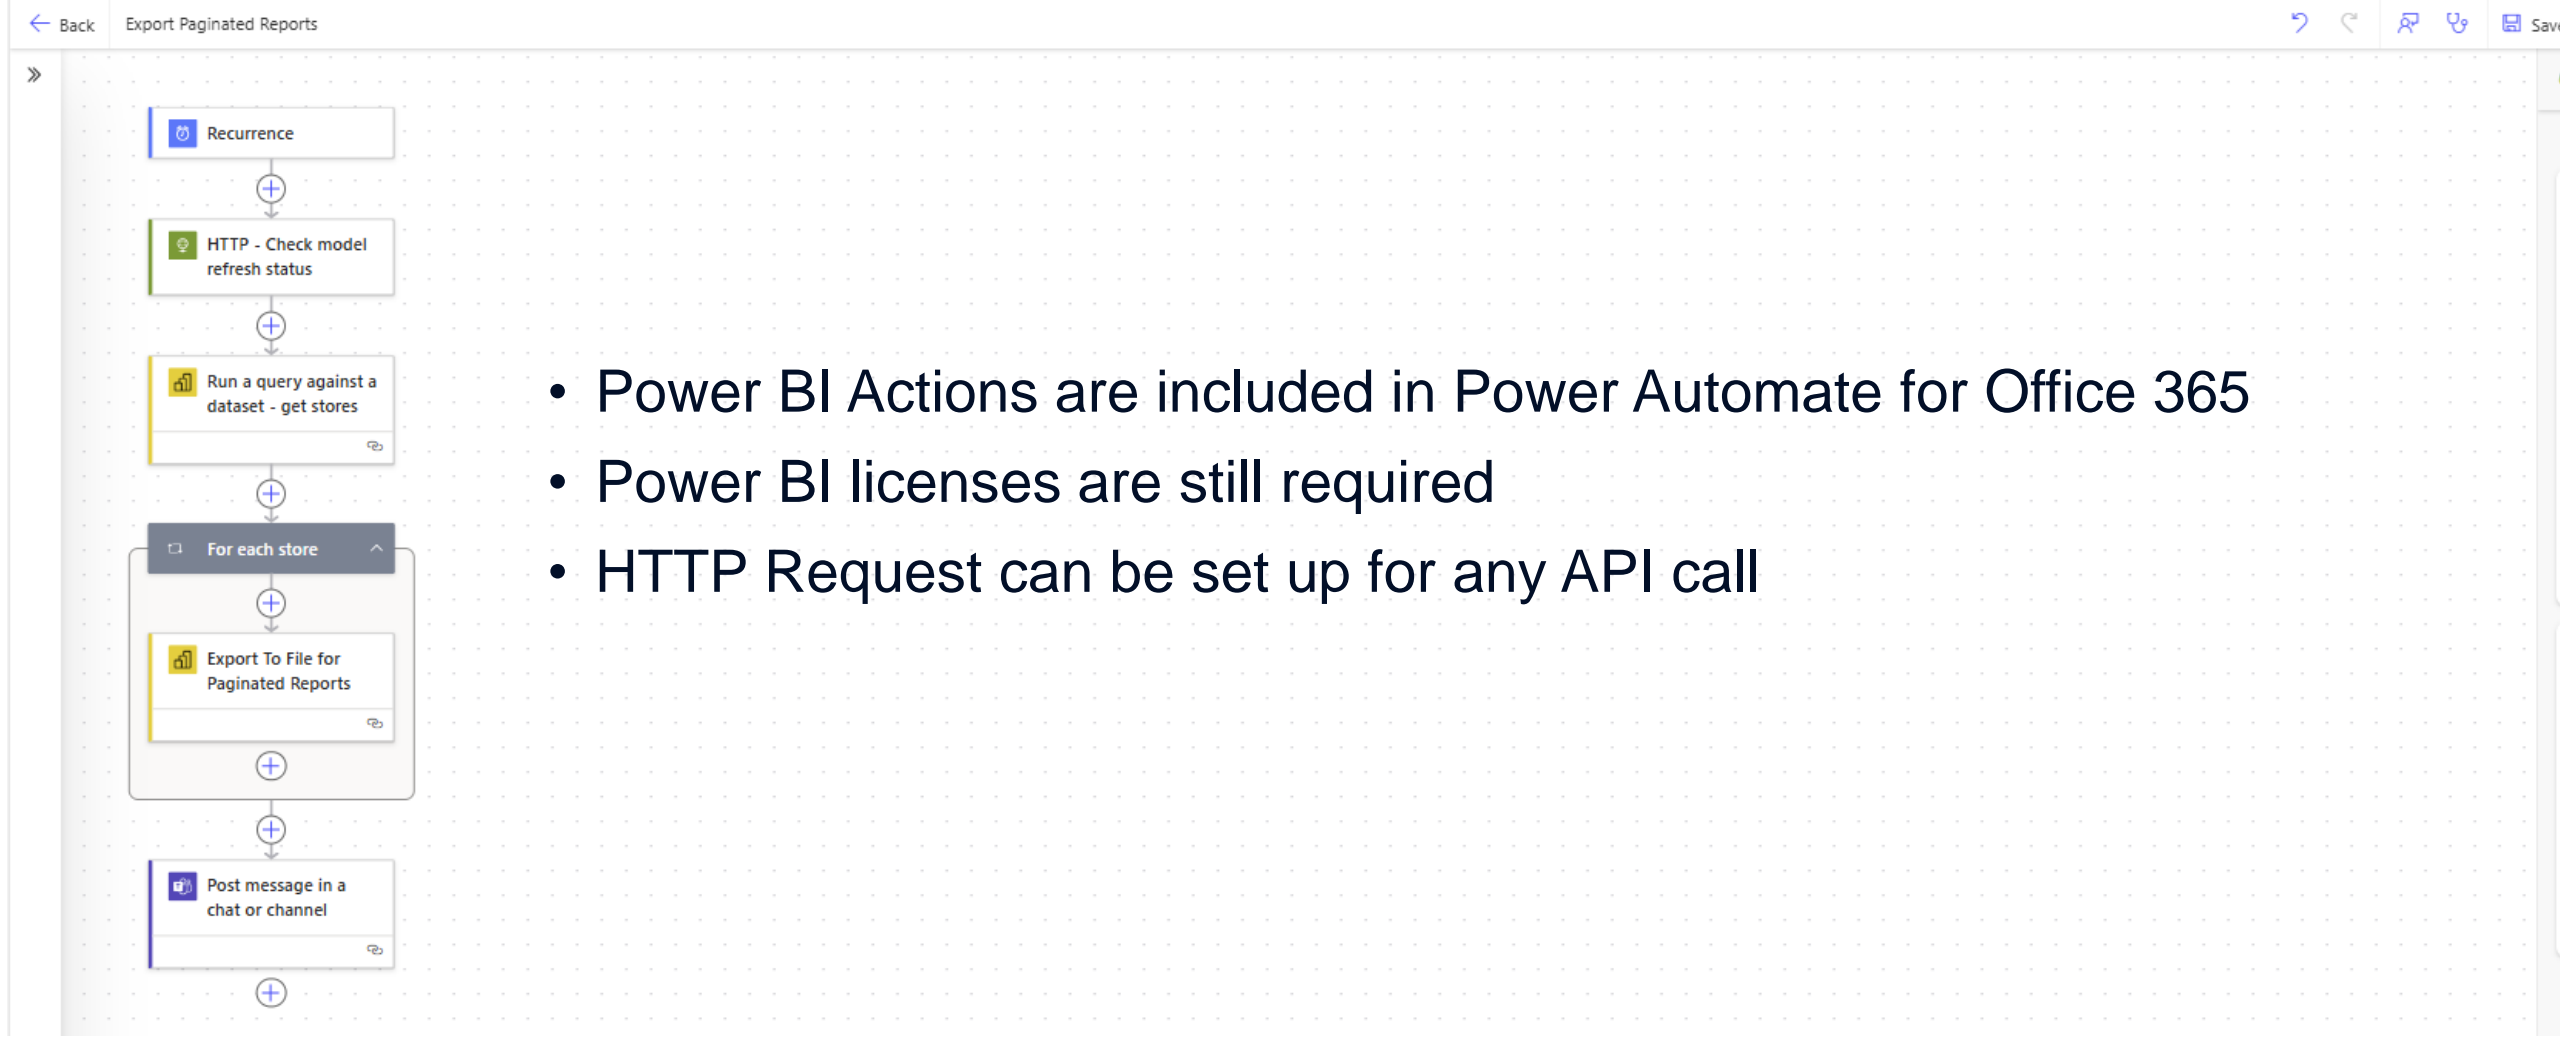 Back Export Paginated Reports
Recurrence
HTTP - Check model
refresh status
Run a query against a
dataset - get stores
For each store
Export To File for
Paginated Reports
Post message in a
chat or channel
• Power BI Actions are included in Power Automate for Office 365
• Power BI licenses are still required
• HTTP Request can be set up for any API call